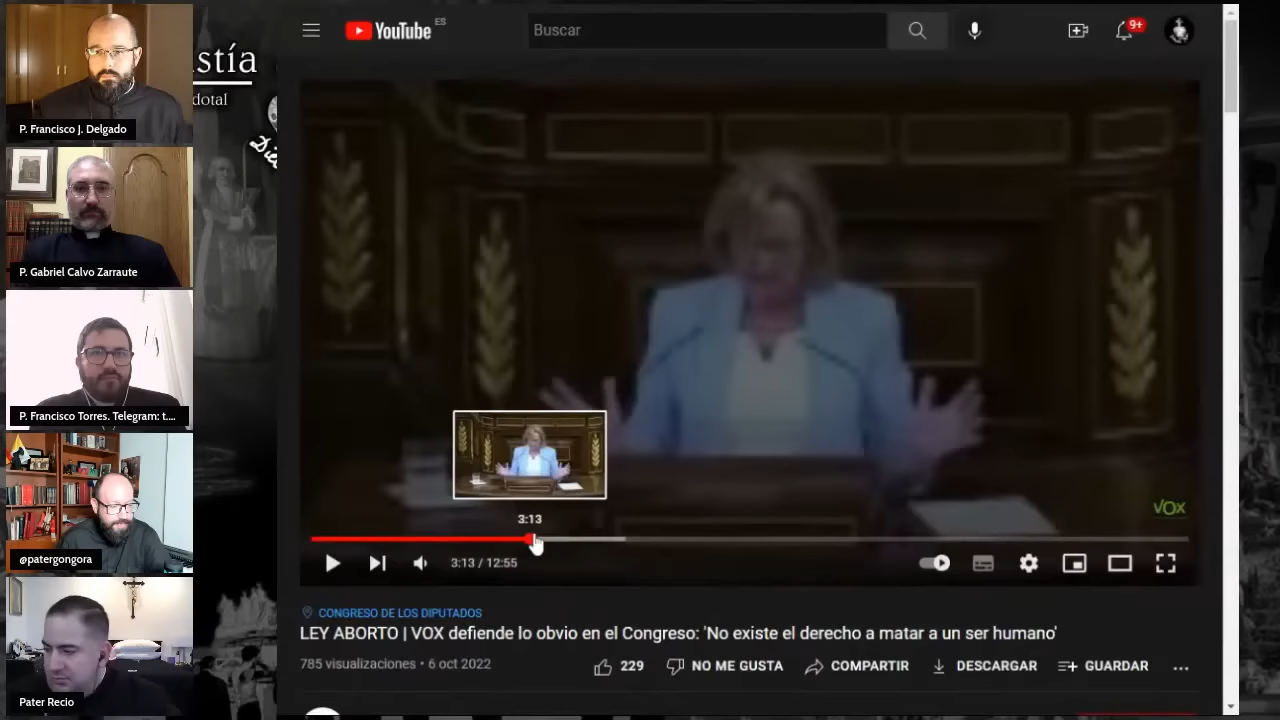 stía
dotal
P. Francisco J. Delgado
P. Gabriel Calvo Zarraute
P. Francisco Torres. Telegram: t....
@patergongora
Pater Recio
YouTube ES
Buscar
9+
VOX
3:13
3:13 / 12:55
CONGRESO DE LOS DIPUTADOS
LEY ABORTO | VOX defiende lo obvio en el Congreso: 'No existe el derecho a matar a un ser humano'
785 visualizaciones • 6 oct 2022
229
NO ME GUSTA
COMPARTIR
DESCARGAR
GUARDAR